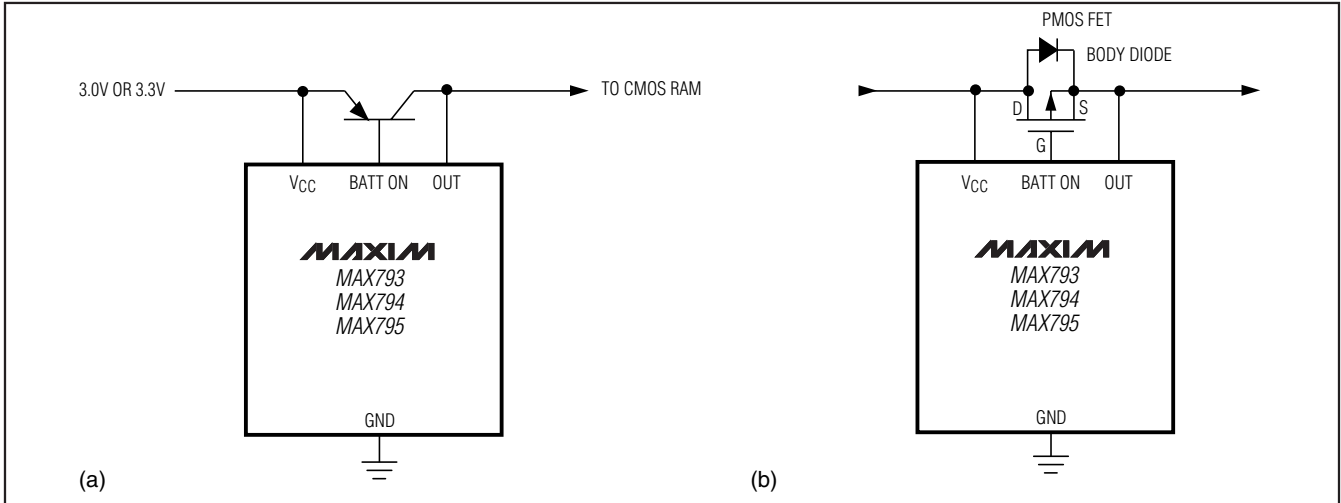 3.0V OR 3.3V
TO CMOS RAM
VCC BATT ON OUT
MAXIM
MAX793
MAX794
MAX795
GND
(a)
PMOS FET
BODY DIODE
D S
G
VCC BATT ON OUT
MAXIM
MAX793
MAX794
MAX795
GND
(b)